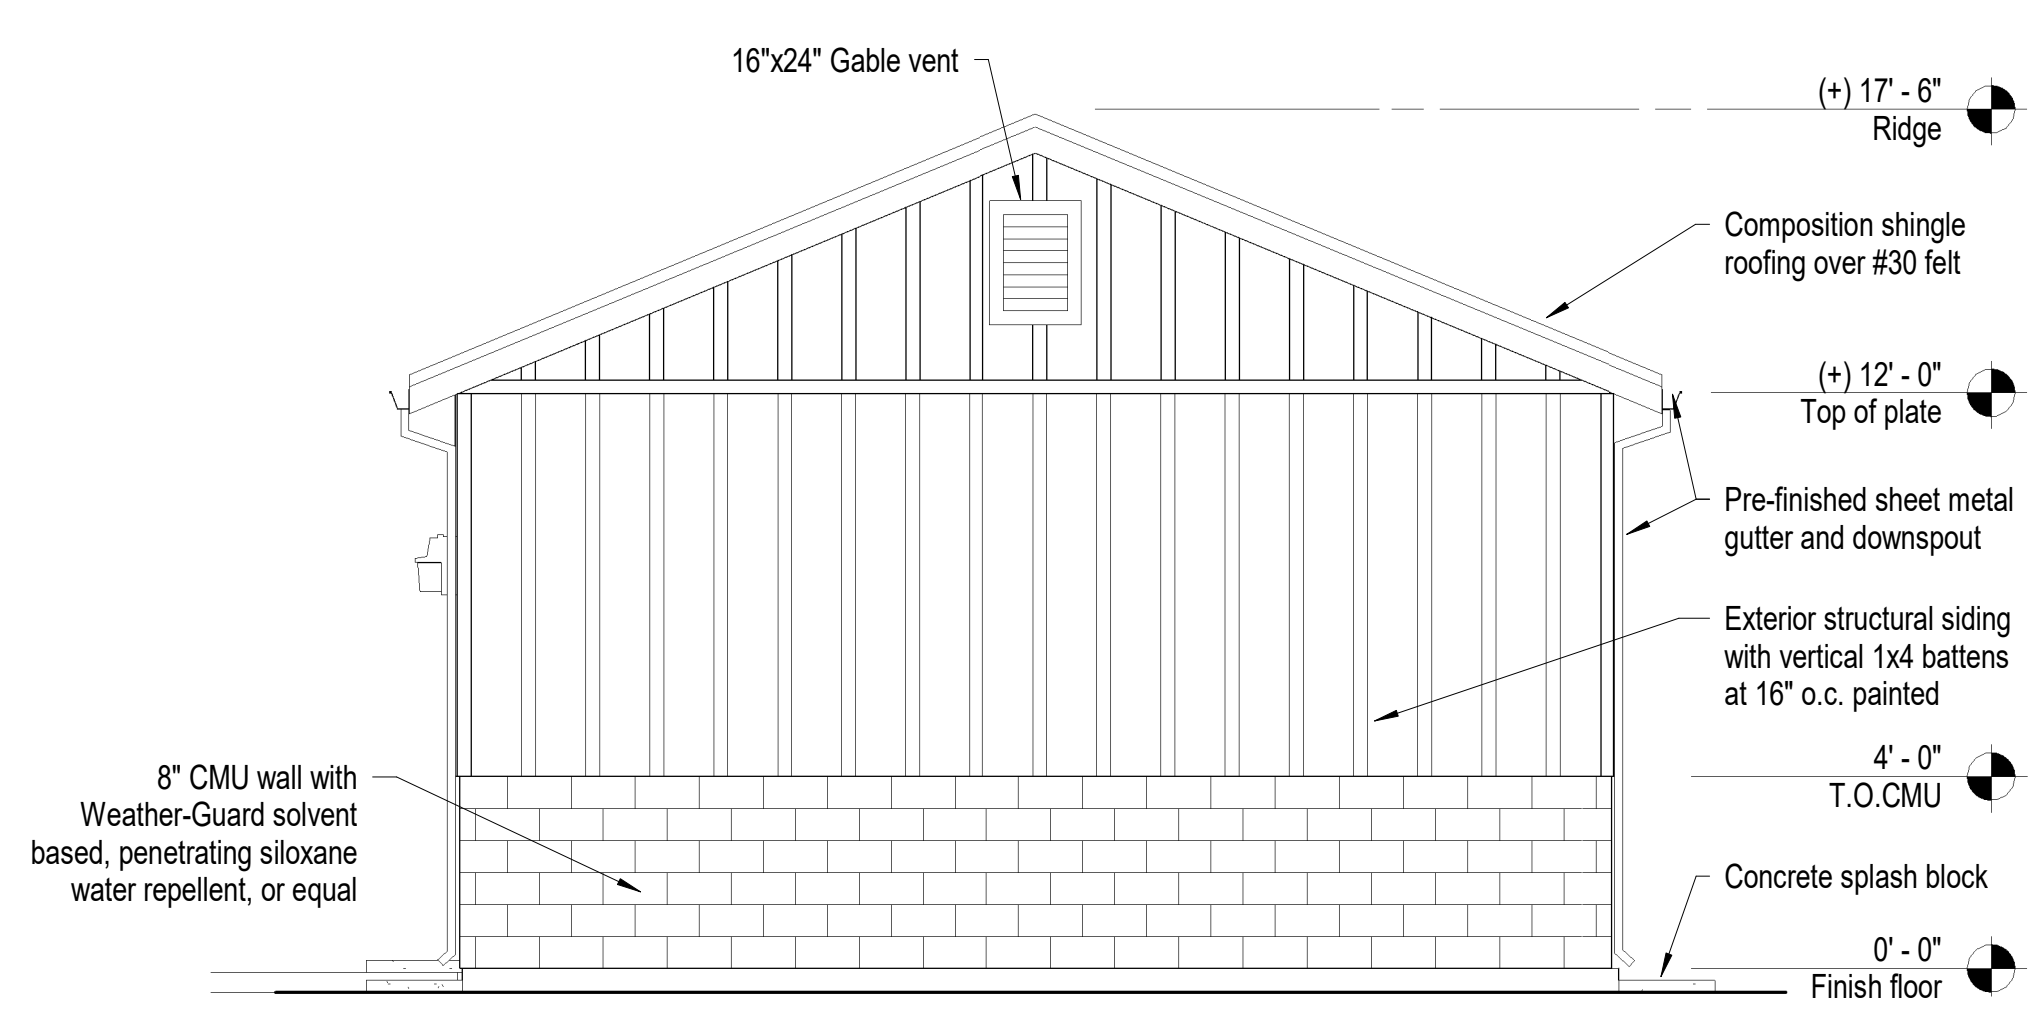 16"x24" Gable vent
(+) 17' - 6"
Ridge
Composition shingle
roofing over #30 felt
(+) 12' - 0"
Top of plate
Pre-finished sheet metal
gutter and downspout
Exterior structural siding
with vertical 1x4 battens
at 16" o.c. painted
4' - 0"
T.O.CMU
8" CMU wall with
Weather-Guard solvent
based, penetrating siloxane
water repellent, or equal
Concrete splash block
0' - 0"
Finish floor